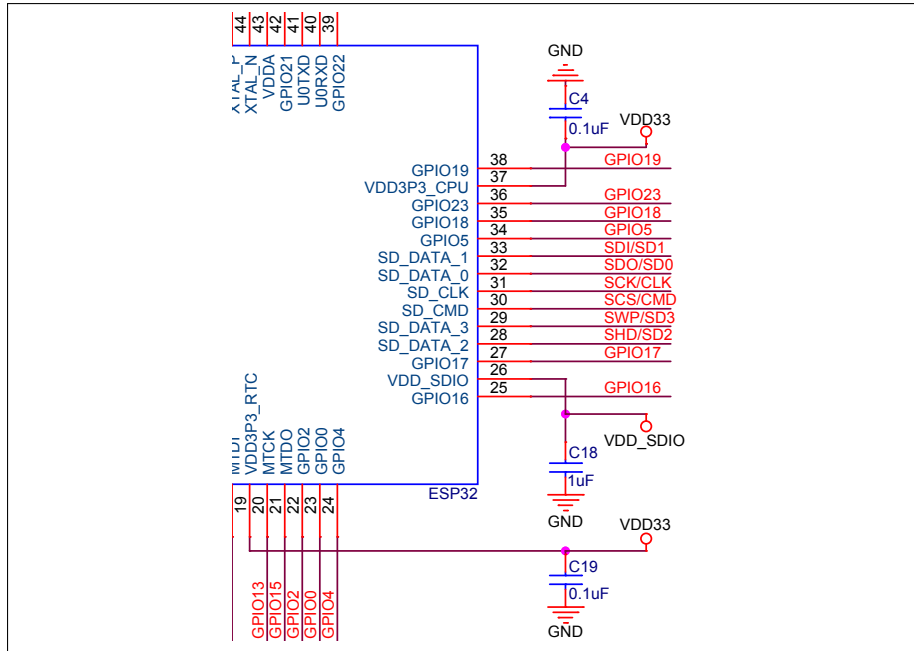 44
43
42
41
40
39
XTAL_P
XTAL_N
VDDA
GPIO21
U0TXD
U0RXD
GPIO22
GND
C4
0.1uF
VDD33
GPIO19 38 GPIO19
VDD3P3_CPU 37
GPIO23 36 GPIO23
GPIO18 35 GPIO18
GPIO5 34 GPIO5
SD_DATA_1 33 SDI/SD1
SD_DATA_0 32 SDO/SD0
SD_CLK 31 SCK/CLK
SD_CMD 30 SCS/CMD
SD_DATA_3 29 SWP/SD3
SD_DATA_2 28 SHD/SD2
GPIO17 27 GPIO17
VDD_SDIO 26
GPIO16 25 GPIO16
VDD_SDIO
C18
1uF
GND
MTDI
VDD3P3_RTC
MTCK
MTDO
GPIO2
GPIO0
GPIO4
ESP32
19
20
21
22
23
24
VDD33
C19
0.1uF
GND
GPIO13
GPIO15
GPIO2
GPIO0
GPIO4